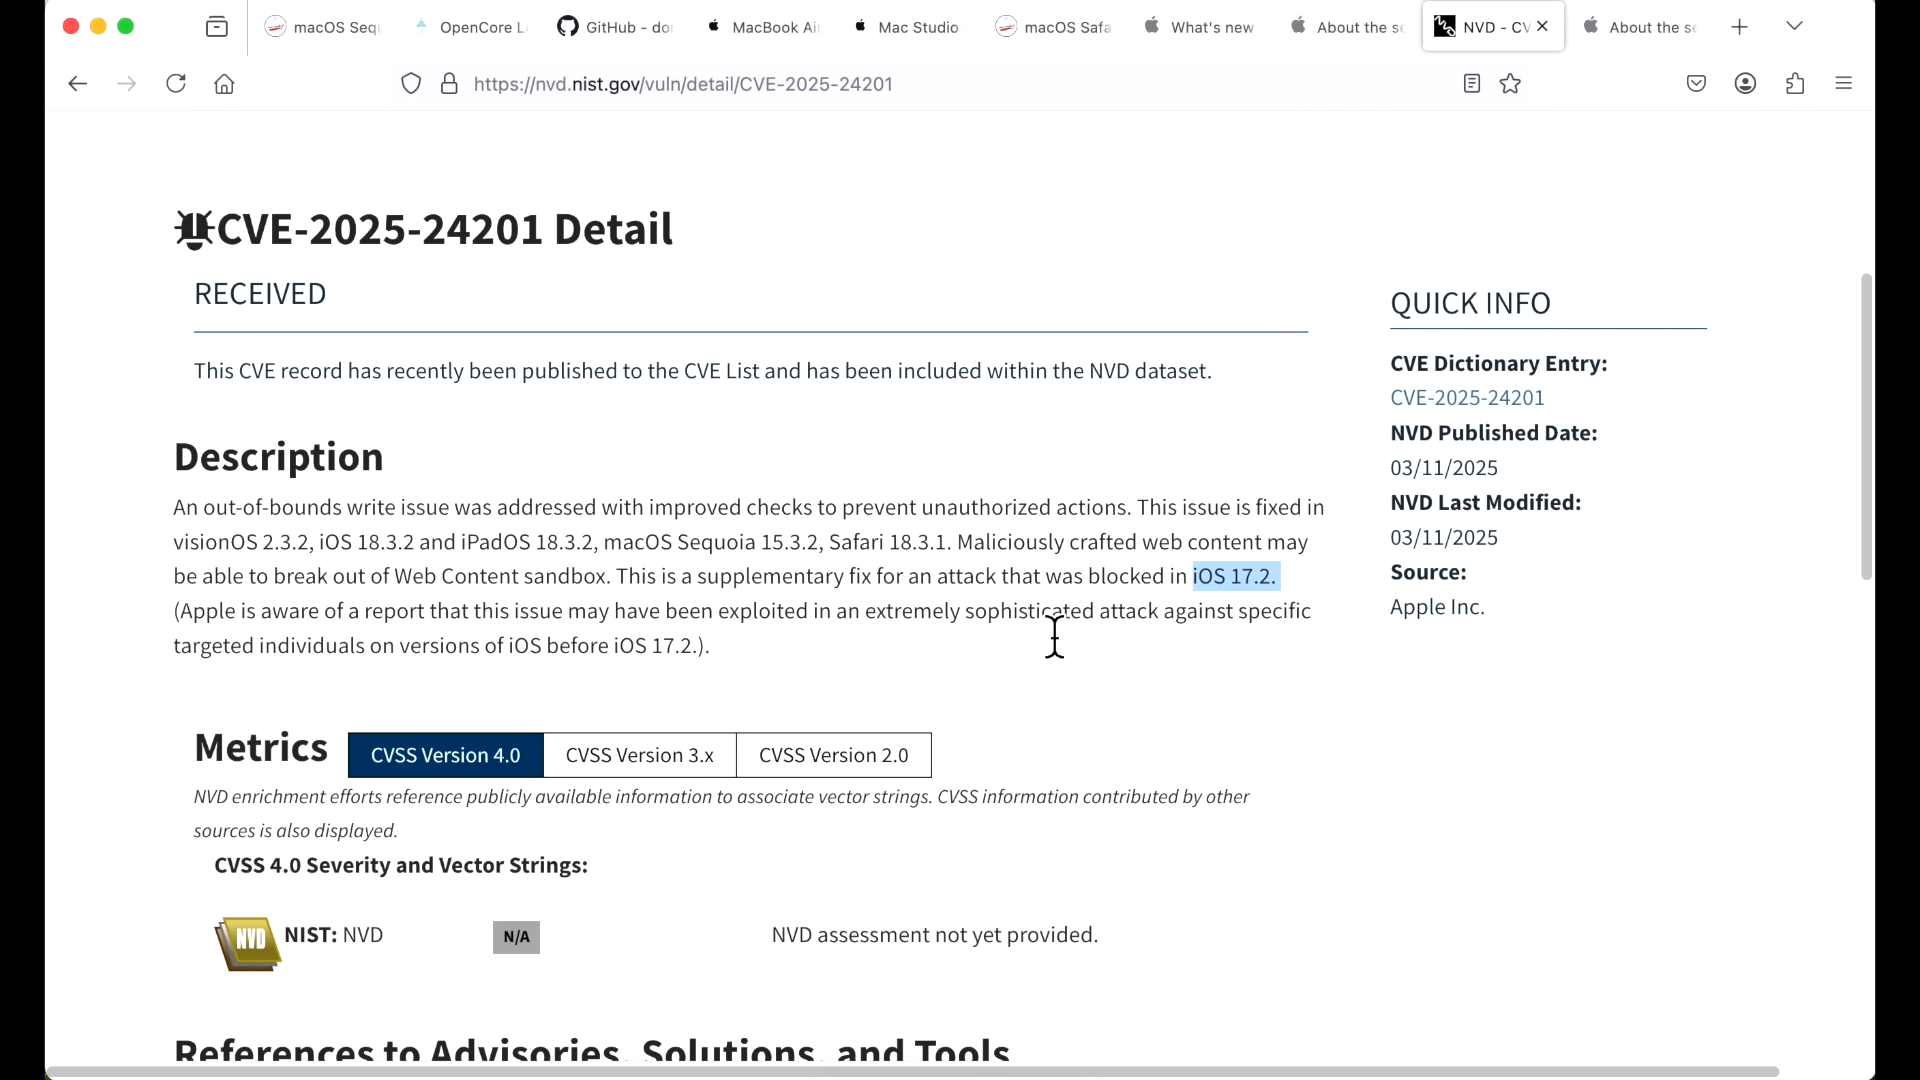 macOS Sequ
OpenCore L
GitHub - do
MacBook Ai
Mac Studio
macOS Safa
What's new
About the se
NVD - CV
About the se
https://nvd.nist.gov/vuln/detail/CVE-2025-24201
CVE-2025-24201 Detail
RECEIVED
This CVE record has recently been published to the CVE List and has been included within the NVD dataset.
Description
An out-of-bounds write issue was addressed with improved checks to prevent unauthorized actions. This issue is fixed in
visionOS 2.3.2, iOS 18.3.2 and iPadOS 18.3.2, macOS Sequoia 15.3.2, Safari 18.3.1. Maliciously crafted web content may
be able to break out of Web Content sandbox. This is a supplementary fix for an attack that was blocked in iOS 17.2.
(Apple is aware of a report that this issue may have been exploited in an extremely sophisticated attack against specific
targeted individuals on versions of iOS before iOS 17.2.).
QUICK INFO
CVE Dictionary Entry:
CVE-2025-24201
NVD Published Date:
03/11/2025
NVD Last Modified:
03/11/2025
Source:
Apple Inc.
Metrics
CVSS Version 4.0
CVSS Version 3.x
CVSS Version 2.0
NVD enrichment efforts reference publicly available information to associate vector strings. CVSS information contributed by other
sources is also displayed.
CVSS 4.0 Severity and Vector Strings:
NVD
NIST: NVD
N/A
NVD assessment not yet provided.
References to Advisories, Solutions, and Tools